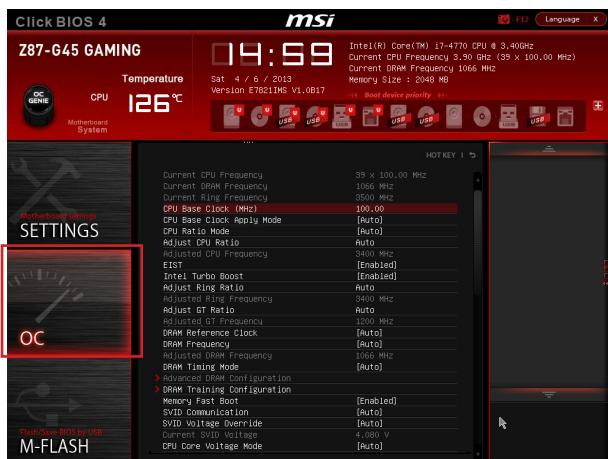 Click BIOS 4
msi
F12
Language X
Z87-G45 GAMING
OC
GENIE
Temperature
CPU 126°C
Motherboard
System
14:59
Sat 4 / 6 / 2013
Version E7821IMS V1.0B17
Intel(R) Core(TM) i7-4770 CPU @ 3.40GHz
Current CPU Frequency 3.90 GHz (39 x 100.00 MHz)
Current DRAM Frequency 1066 MHz
Memory Size : 2048 MB
Boot device priority
U U USB USB USB U U USB USB U USB
HOT KEY
Current CPU Frequency 39 x 100.00 MHz
Current DRAM Frequency 1066 MHz
Current Ring Frequency 3500 MHz
CPU Base Clock (MHz) 100.00
CPU Base Clock Apply Mode [Auto]
CPU Ratio Mode [Auto]
Adjust CPU Ratio Auto
Adjusted CPU Frequency 3400 MHz
EIST [Enabled]
Intel Turbo Boost [Enabled]
Adjust Ring Ratio Auto
Adjusted Ring Frequency 3400 MHz
Adjust GT Ratio Auto
Adjusted GT Frequency 1200 MHz
DRAM Reference Clock [Auto]
DRAM Frequency [Auto]
Adjusted DRAM Frequency 1066 MHz
DRAM Timing Mode [Auto]
> Advanced DRAM Configuration
> DRAM Training Configuration
Memory Fast Boot [Enabled]
SVID Communication [Auto]
SVID Voltage Override [Auto]
Current SVID Voltage 4.080 V
CPU Core Voltage Mode [Auto]
Motherboard settings
SETTINGS
OC
Flash/Save BIOS by USB
M-FLASH